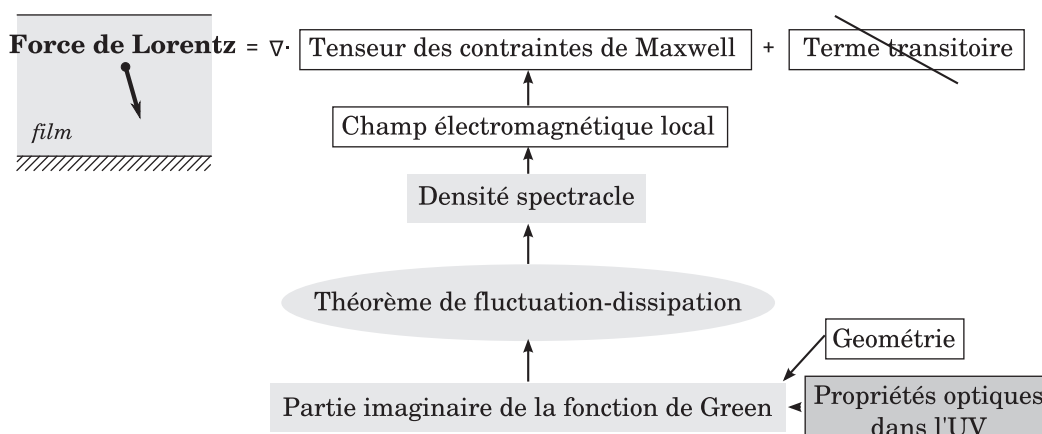 Force de Lorentz = ∇· Tenseur des contraintes de Maxwell + Terme transitoire
film
Champ électromagnétique local
Densité spectracle
Théorème de fluctuation-dissipation
Geométrie
Partie imaginaire de la fonction de Green
Propriétés optiques
dans l'UV